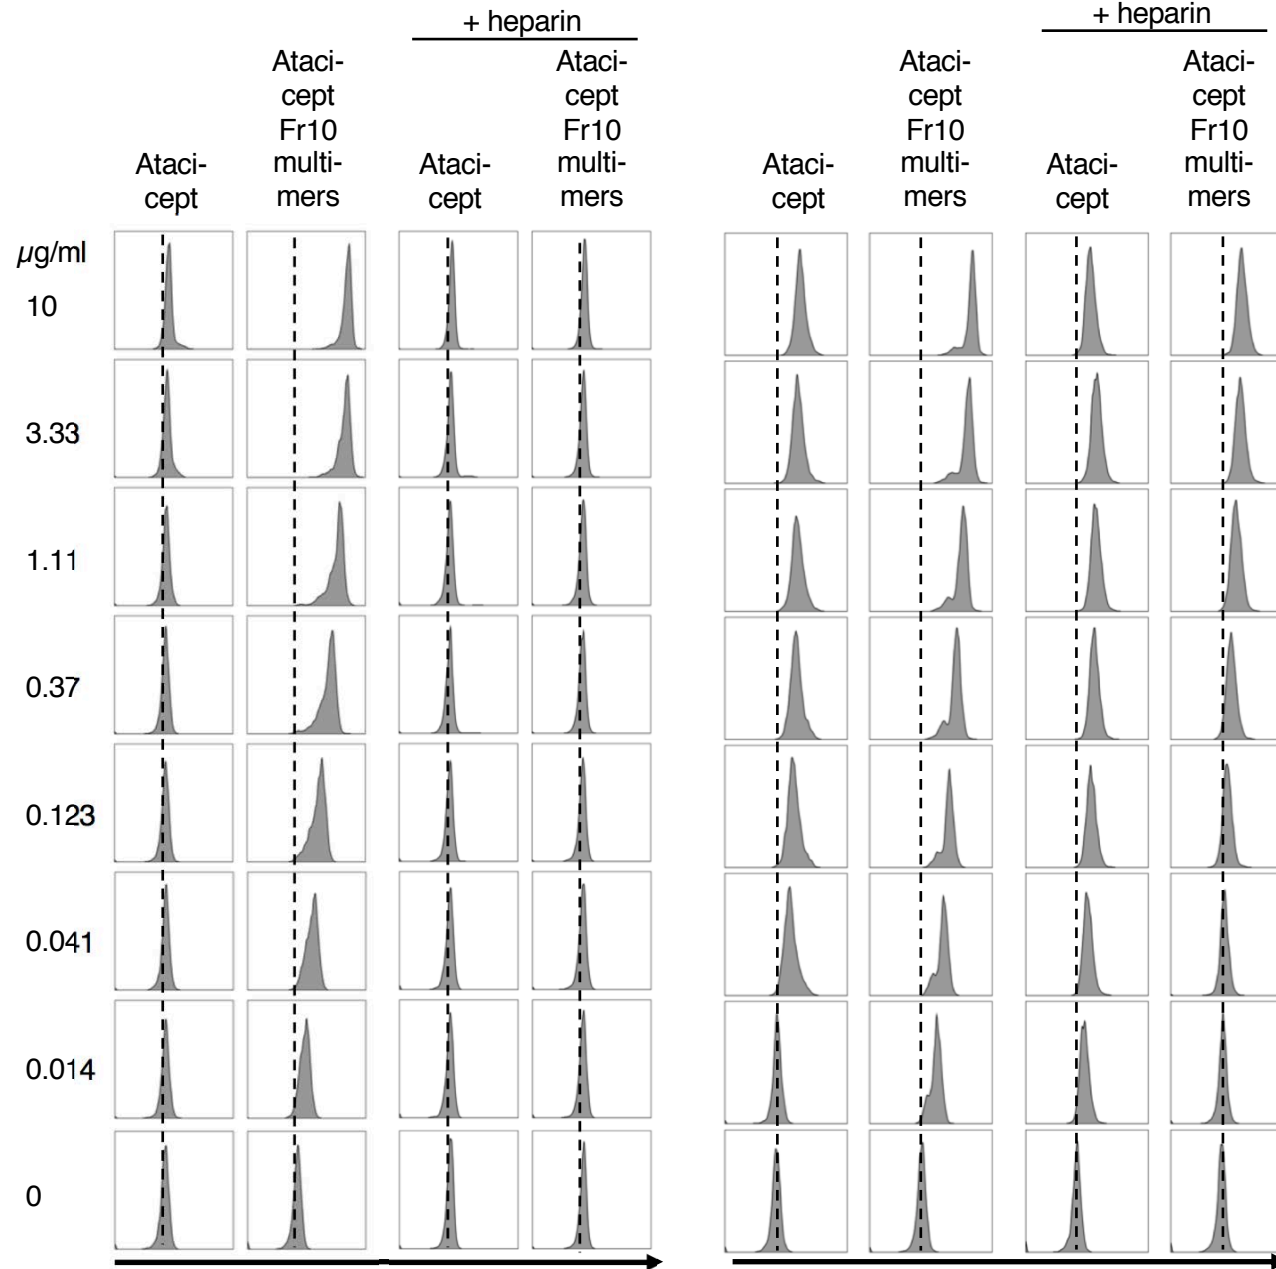 + heparin
Ataci-
cept
Ataci-
cept
Fr10
multi-
mers
Ataci-
cept
Ataci-
cept
Fr10
multi-
mers
+ heparin
Ataci-
cept
Ataci-
cept
Fr10
multi-
mers
Ataci-
cept
Ataci-
cept
Fr10
multi-
mers
µg/ml
10
3.33
1.11
0.37
0.123
0.041
0.014
0